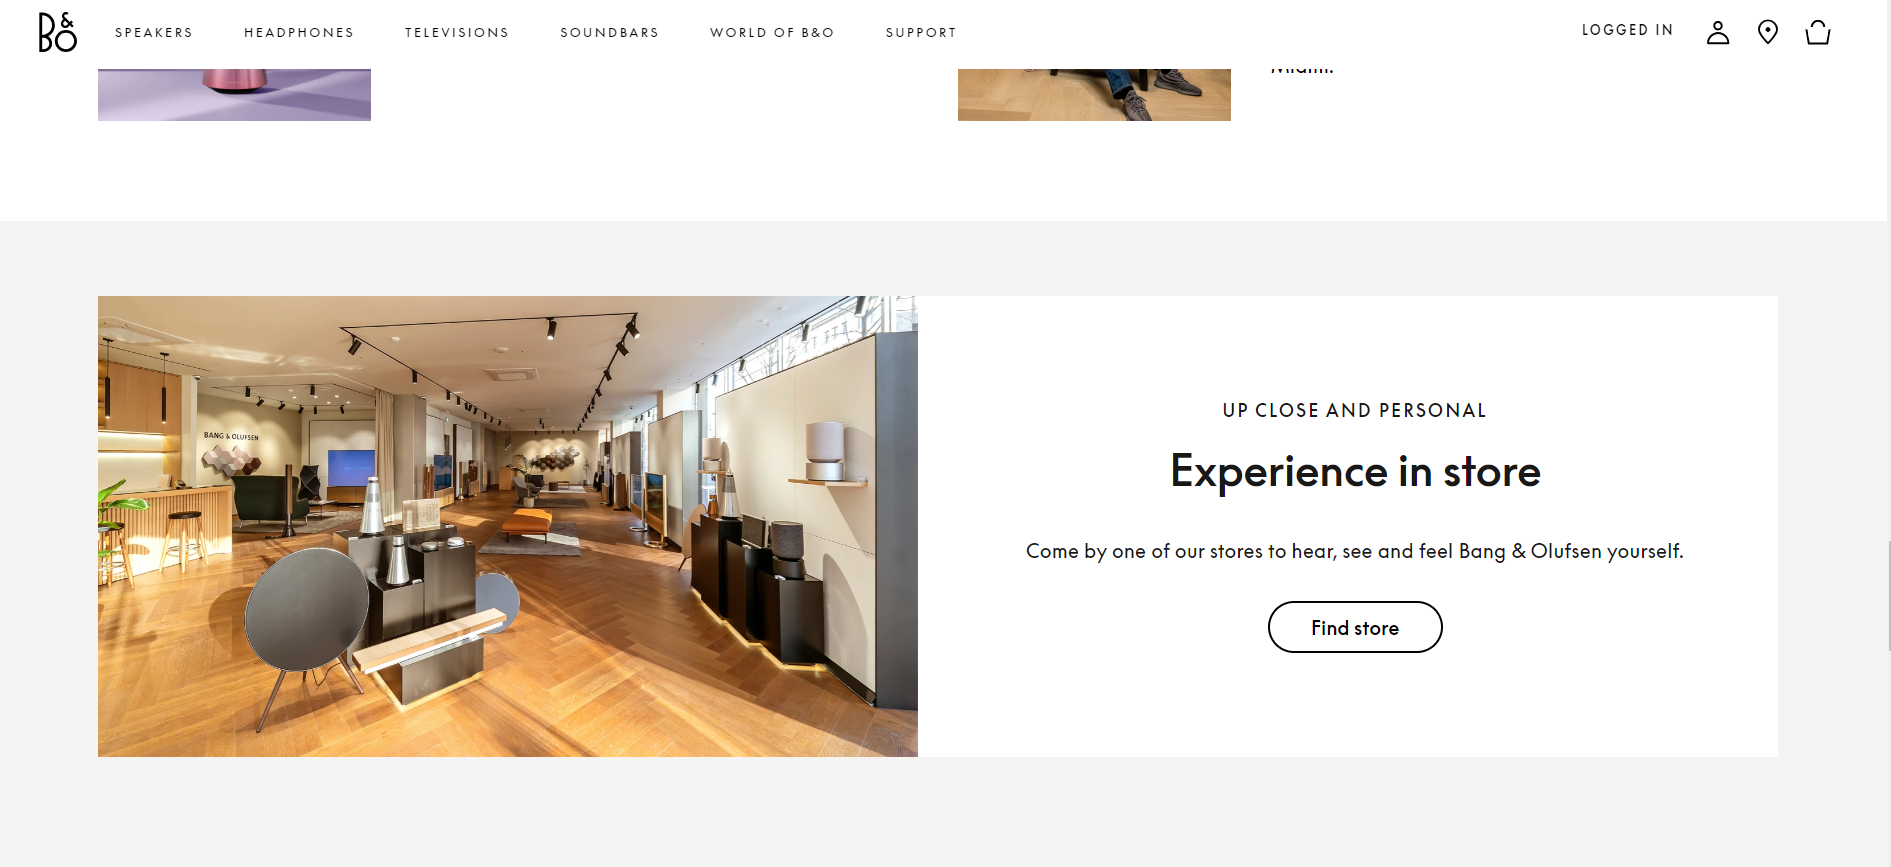 B&O
SPEAKERS
HEADPHONES
TELEVISIONS
SOUNDBARS
WORLD OF B&O
SUPPORT
LOGGED IN
BANG & OLUFSEN
UP CLOSE AND PERSONAL
Experience in store
Come by one of our stores to hear, see and feel Bang & Olufsen yourself.
Find store